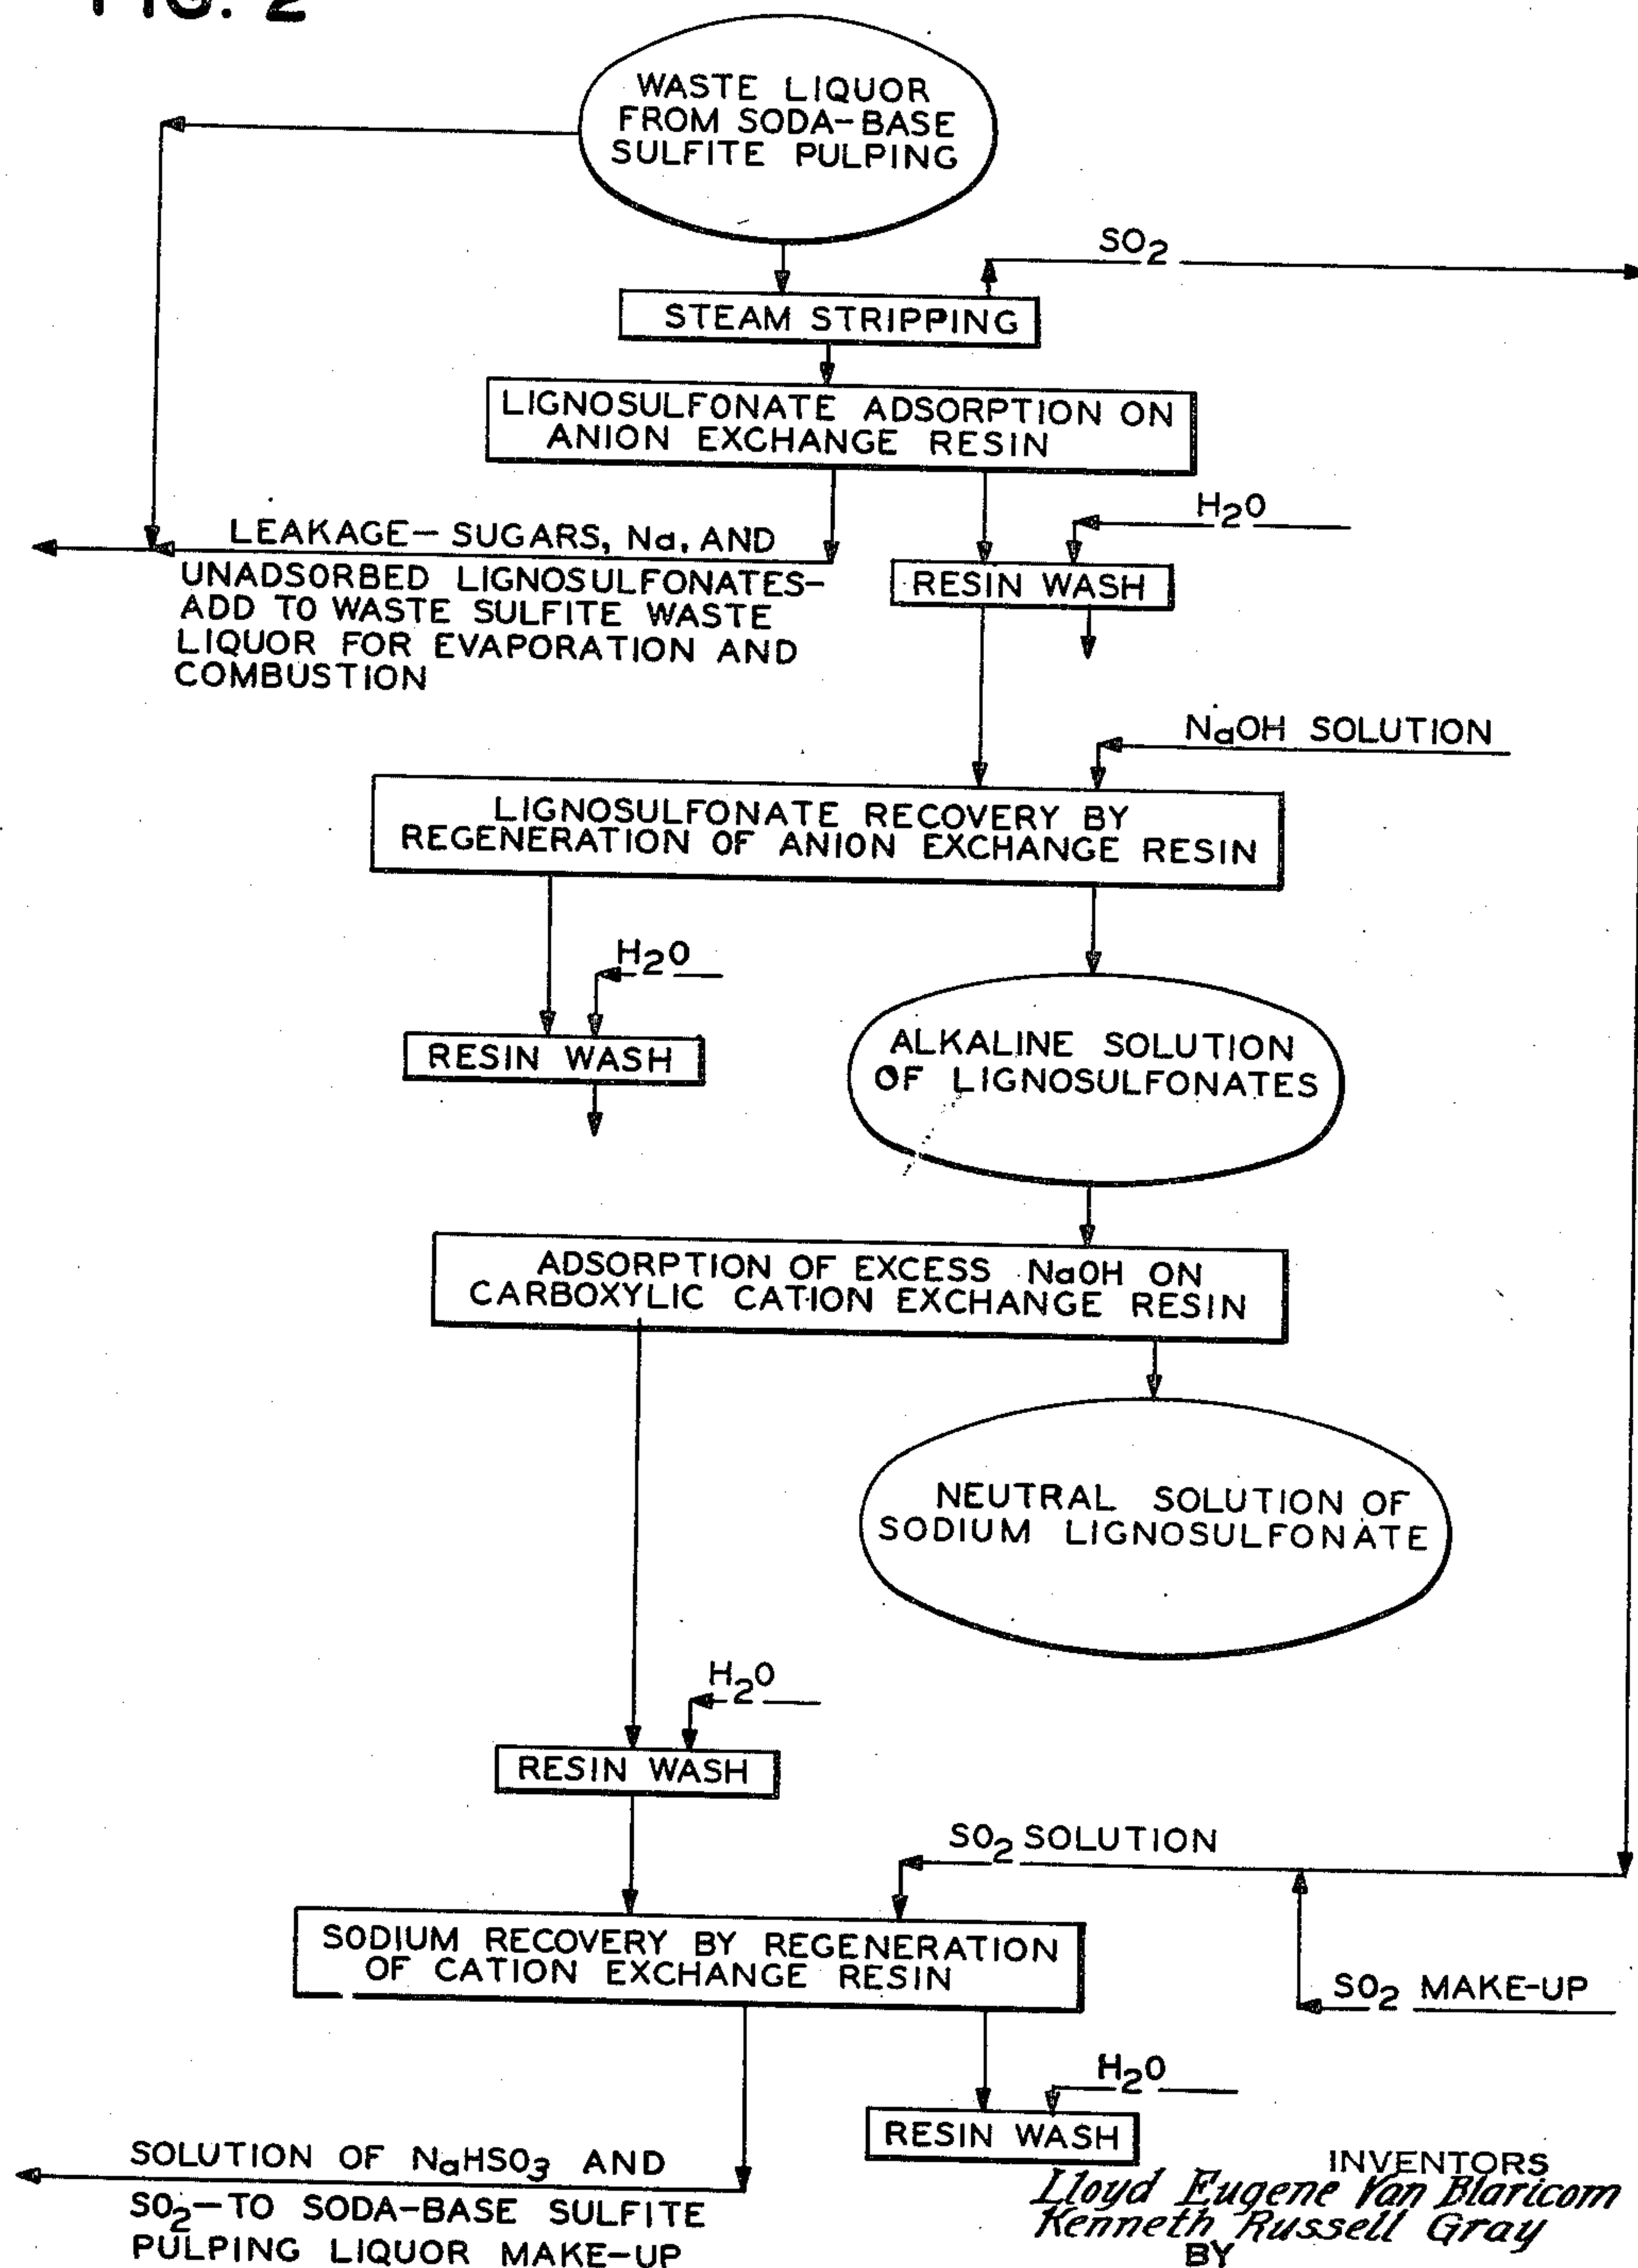 FIG. 2
WASTE LIQUOR
FROM SODA-BASE
SULFITE PULPING
SO2
STEAM STRIPPING
LIGNOSULFONATE ADSORPTION ON
ANION EXCHANGE RESIN
H2O
LEAKAGE- SUGARS, Na, AND
UNADSORBED LIGNOSULFONATES-
ADD TO WASTE SULFITE WASTE
LIQUOR FOR EVAPORATION AND
COMBUSTION
RESIN WASH
NaOH SOLUTION
LIGNOSULFONATE RECOVERY BY
REGENERATION OF ANION EXCHANGE RESIN
H2O
RESIN WASH
ALKALINE SOLUTION
OF LIGNOSULFONATES
ADSORPTION OF EXCESS NaOH ON
CARBOXYLIC CATION EXCHANGE RESIN
NEUTRAL SOLUTION OF
SODIUM LIGNOSULFONATE
H2O
RESIN WASH
SO2 SOLUTION
SODIUM RECOVERY BY REGENERATION
OF CATION EXCHANGE RESIN
SO2 MAKE-UP
H2O
RESIN WASH
SOLUTION OF NaHSO3 AND
SO2-TO SODA-BASE SULFITE
PULPING LIQUOR MAKE-UP
INVENTORS
Lloyd Eugene Van Blaricom
Kenneth Russell Gray
BY